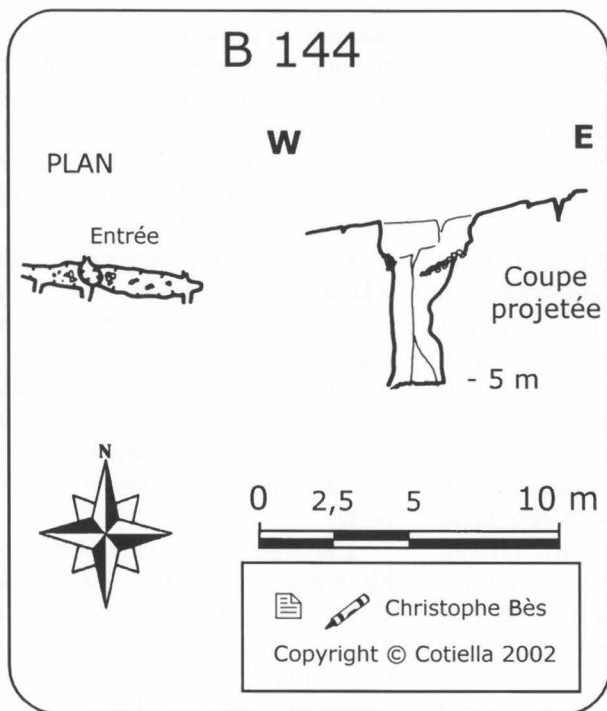 B 144
W E
PLAN
Entrée
Coupe
projetée
- 5 m
N
0 2,5 5 10 m
Christophe Bès
Copyright © Cotiella 2002